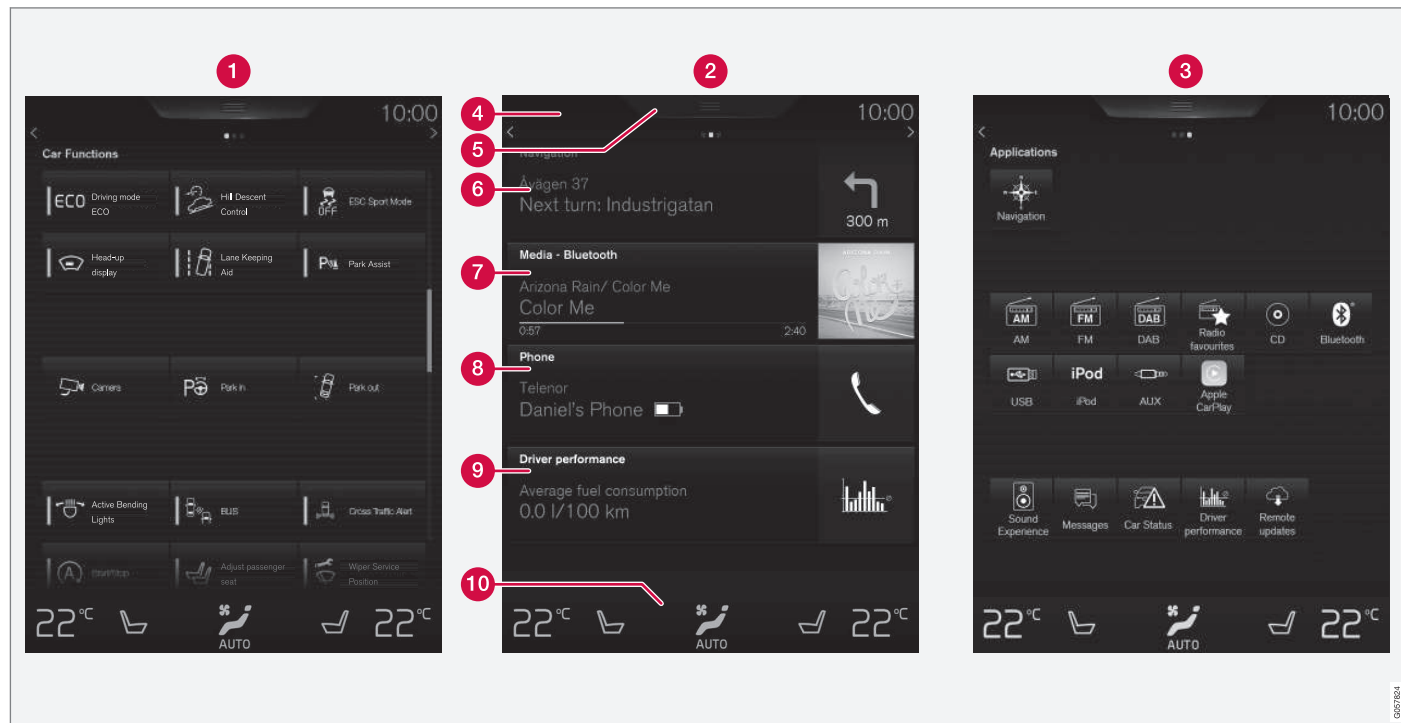 1
2
3
10:00
Car Functions
ECO Driving mode
ECO
Hill Descent
Control
OFF
ESC Sport Mode
Head-up
display
Lane Keeping
Aid
Park Assist
Camera
Park in
Park out
Active Bending
Lights
BLIS
Cross Traffic Alert
A
Start/Stop
Adjust passenger
seat
Wiper Service
Position
22°C
AUTO
22°C
4
10:00
5
Navigation
6
Åvägen 37
Next turn: Industrigatan
300 m
Media - Bluetooth
7
Arizona Rain/ Color Me
Color Me
0:57
2:40
ARIZONA RAIN
Color
Me
Phone
8
Telenor
Daniel's Phone
Driver performance
9
Average fuel consumption
0.0 l/100 km
10
22°C
AUTO
22°C
10:00
Applications
Navigation
AM
AM
FM
FM
DAB
DAB
Radio
favourites
CD
Bluetooth
USB
iPod
iPod
AUX
Apple
CarPlay
Sound
Experience
Messages
Car Status
Driver
performance
Remote
updates
22°C
AUTO
22°C
G057824